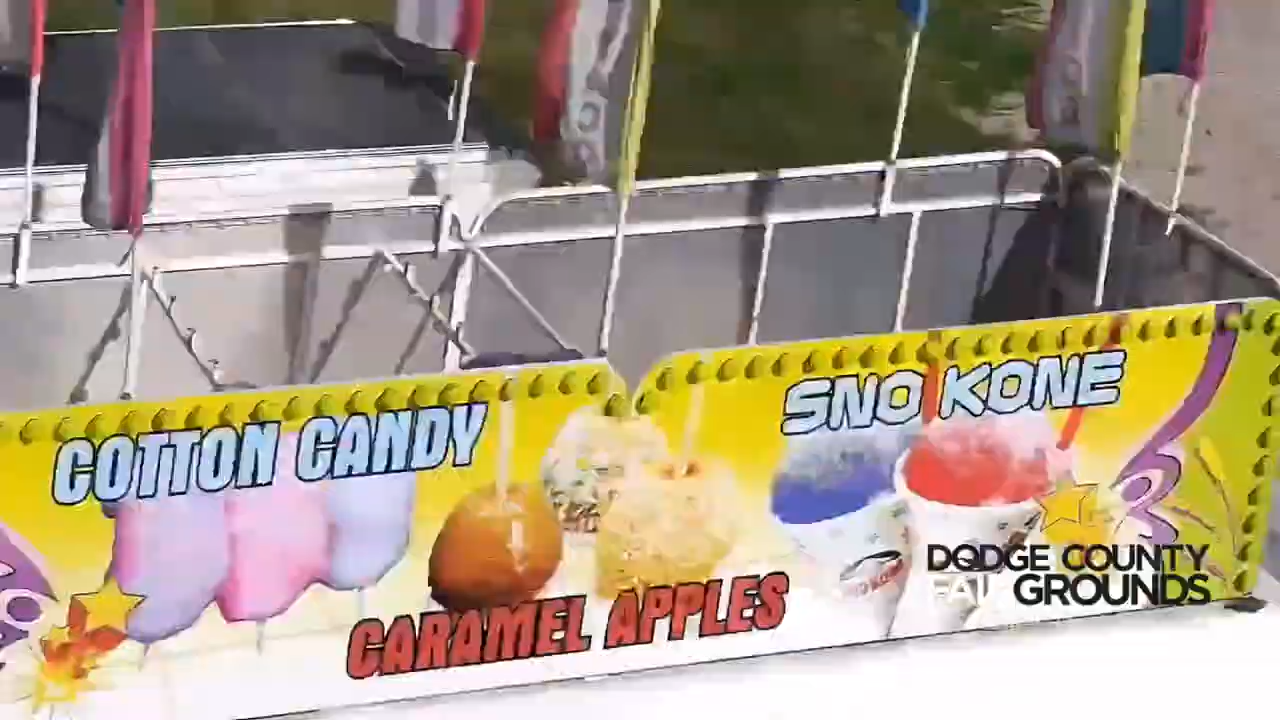 COTTON CANDY
SNO KONE
CARAMEL APPLES
DODGE COUNTY
FAIRGROUNDS